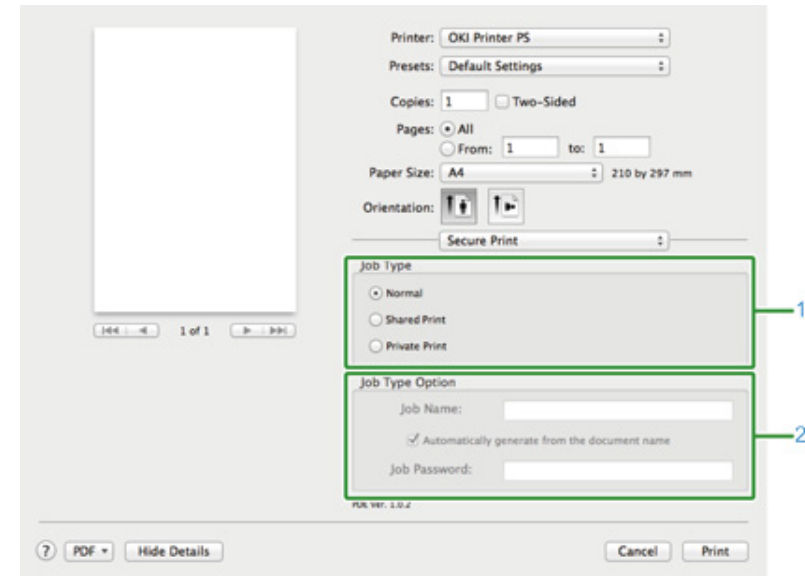 Printer: OKI Printer PS
Presets: Default Settings
Copies: 1 Two-Sided
Pages: All
From: 1 to: 1
Paper Size: A4 210 by 297 mm
Orientation:
Secure Print
Job Type
Normal
1
Shared Print
1 of 1
Private Print
Job Type Option
Job Name:
2
Automatically generate from the document name
Job Password:
PDE Ver. 1.0.2
? PDF Hide Details Cancel Print